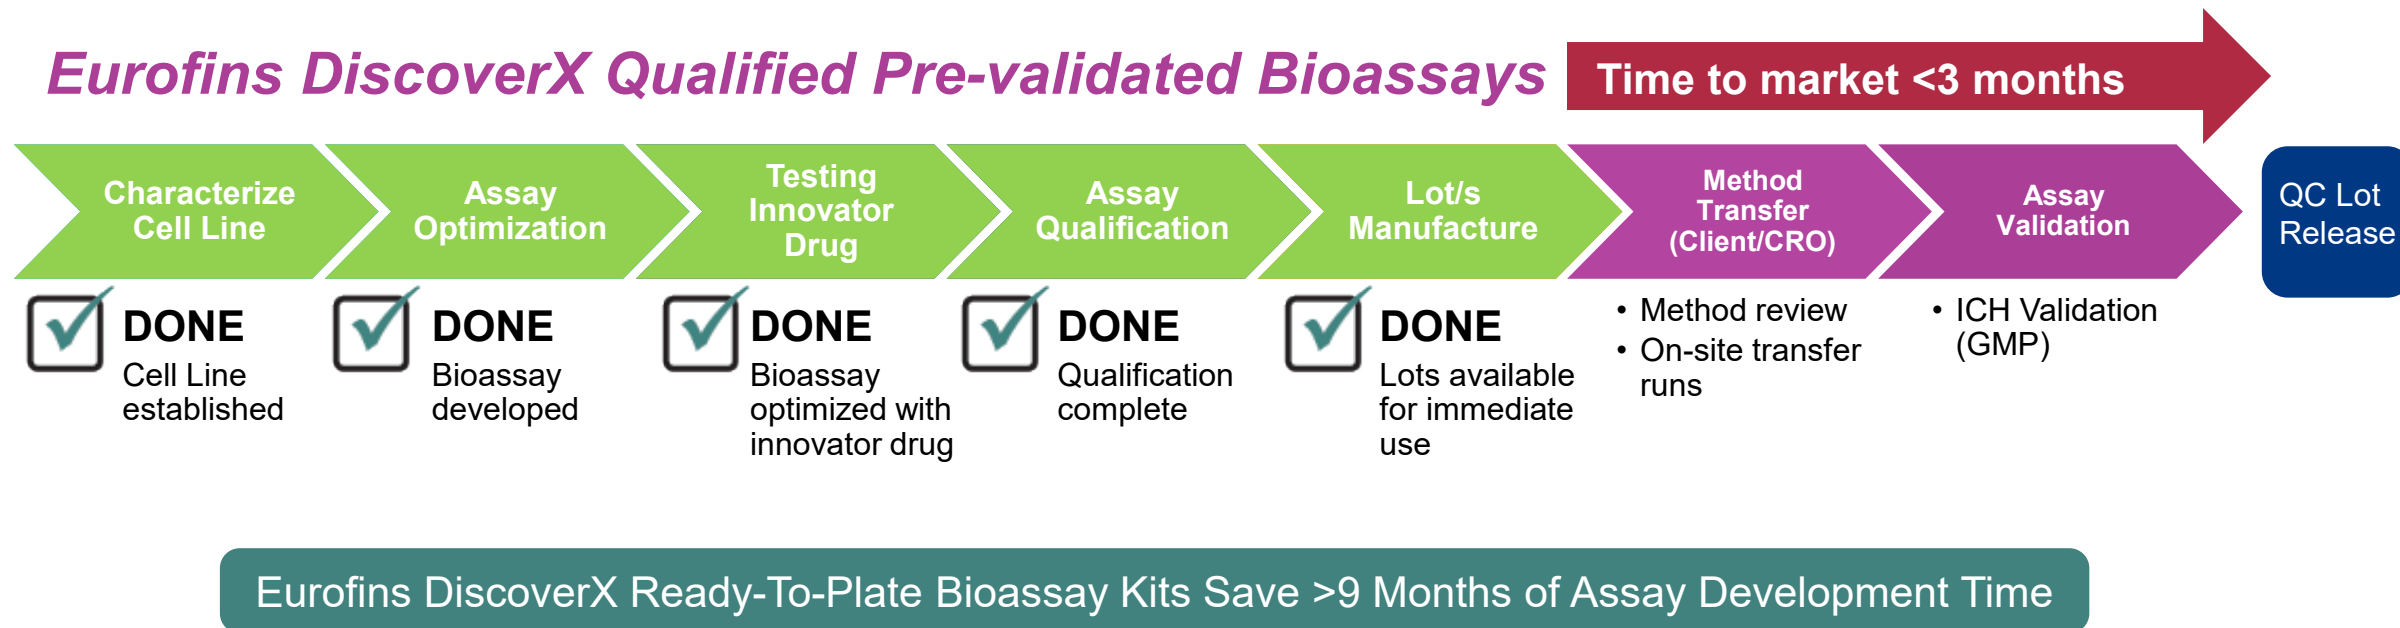 Eurofins DiscoverX Qualified Pre-validated Bioassays
Time to market <3 months
Characterize
Cell Line
Assay
Optimization
Testing
Innovator
Drug
Assay
Qualification
Lot/s
Manufacture
Method
Transfer
(Client/CRO)
Assay
Validation
QC Lot
Release
DONE
Cell Line
established
DONE
Bioassay
developed
DONE
Bioassay
optimized with
innovator drug
DONE
Qualification
complete
DONE
Lots available
for immediate
use
• Method review
• On-site transfer
runs
• ICH Validation
(GMP)
Eurofins DiscoverX Ready-To-Plate Bioassay Kits Save >9 Months of Assay Development Time